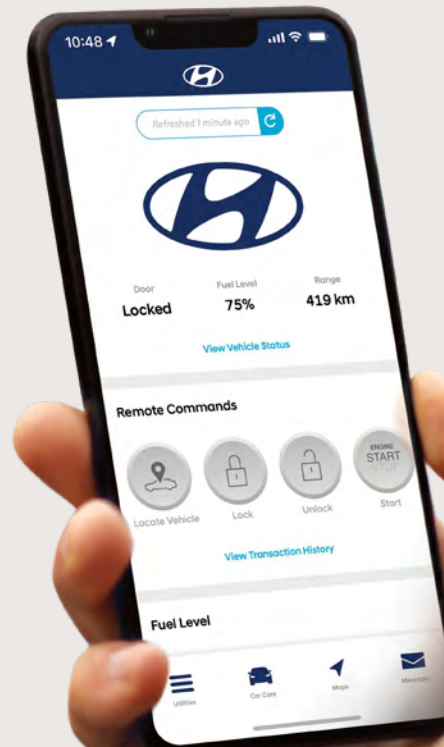 10:48
Refreshed 1 minute ago
Door Fuel Level Range
Locked 75% 419 km
View Vehicle Status
Remote Commands
ENGINE
START
Locate Vehicle Lock Unlock Start
View Transaction History
Fuel Level
Utilities Car Care Maps Messages